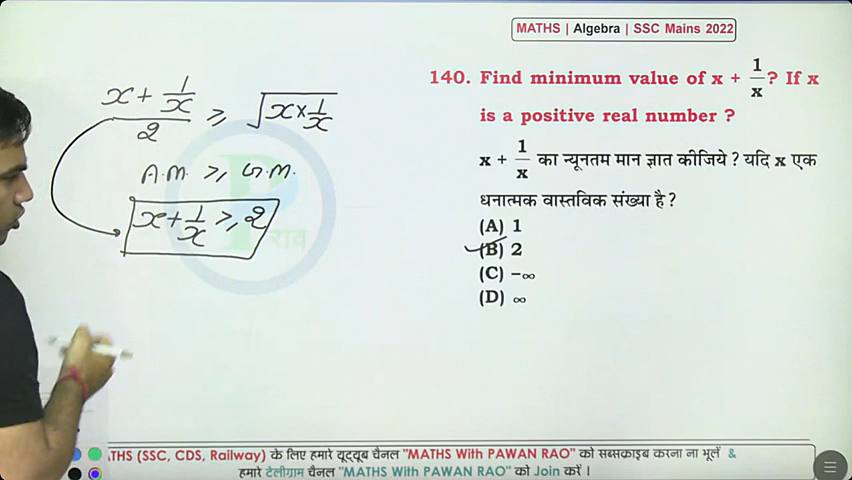 MATHS | Algebra | SSC Mains 2022
140. Find minimum value of x + 1/x? If x
is a positive real number ?
x + 1/x का न्यूनतम मान ज्ञात कीजिये ? यदि x एक
धनात्मक वास्तविक संख्या है ?
(A) 1
(B) 2
(C) -∞
(D) ∞
(x + 1/x)/2 ≥ √(x × 1/x)
A.M. ≥ G.M.
x + 1/x ≥ 2
राव
THS (SSC, CDS, Railway) के लिए हमारे यूट्यूब चैनल "MATHS With PAWAN RAO" को सब्सक्राइब करना ना भूलें &
हमारे टेलीग्राम चैनल "MATHS With PAWAN RAO" को Join करें ।